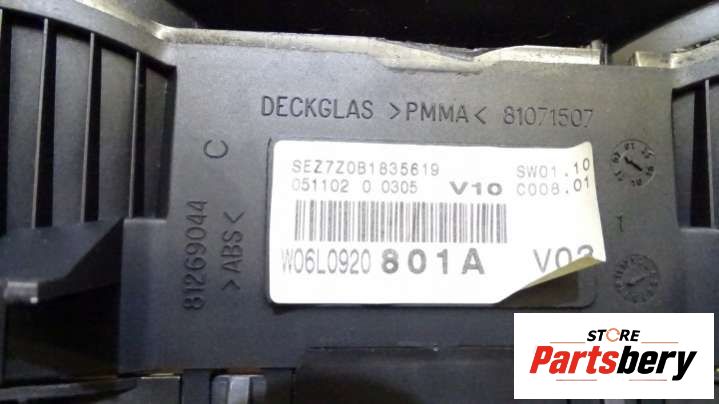 DECKGLAS >PMMA< 81071507
81269044 C
>ABS<
SEZ7Z0B1835619 SW01.10
051102 0 0305 V10 C008.01
W06L0920 801A V03
1
STORE
Partsbery